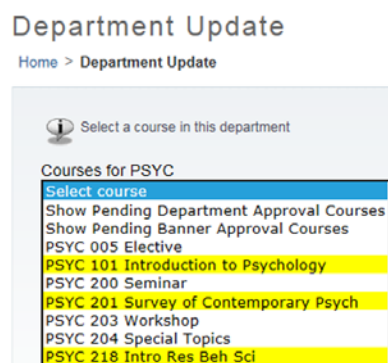 Department Update
Home > Department Update
Select a course in this department
Courses for PSYC
Select course
Show Pending Department Approval Courses
Show Pending Banner Approval Courses
PSYC 005 Elective
PSYC 101 Introduction to Psychology
PSYC 200 Seminar
PSYC 201 Survey of Contemporary Psych
PSYC 203 Workshop
PSYC 204 Special Topics
PSYC 218 Intro Res Beh Sci